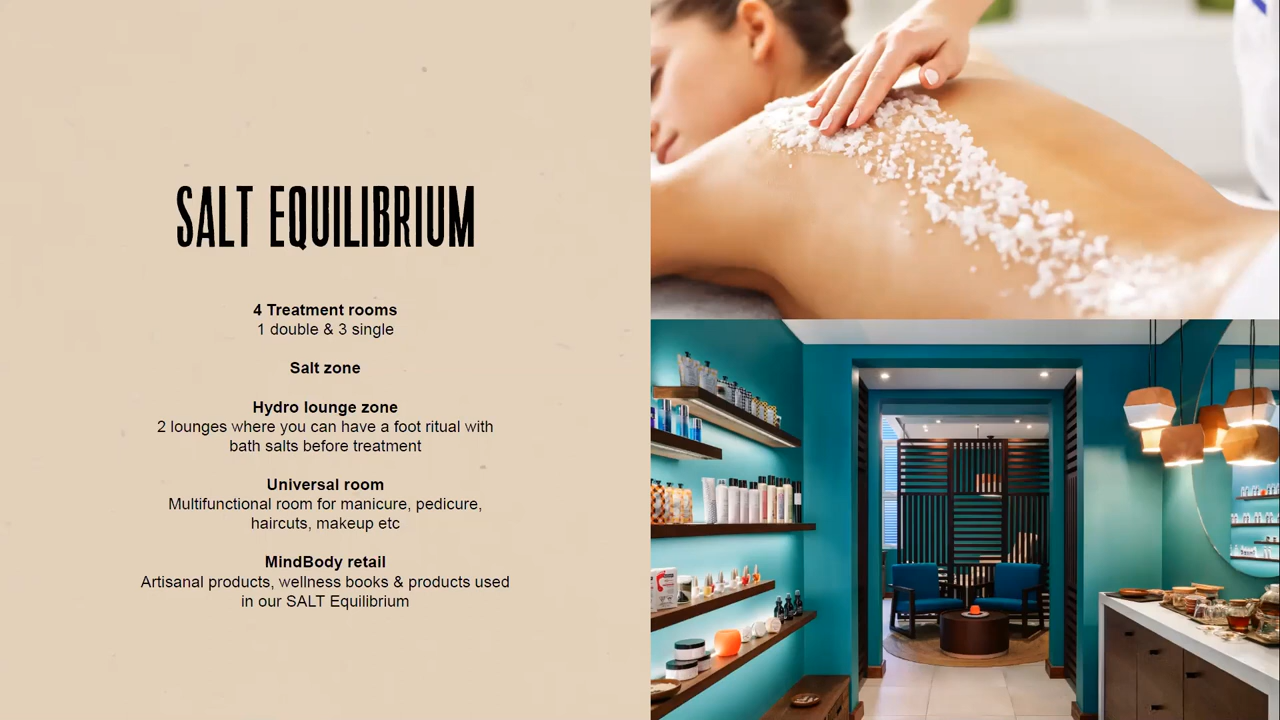 SALT EQUILIBRIUM
4 Treatment rooms
1 double & 3 single
Salt zone
Hydro lounge zone
2 lounges where you can have a foot ritual with
bath salts before treatment
Universal room
Multifunctional room for manicure, pedicure,
haircuts, makeup etc
MindBody retail
Artisanal products, wellness books & products used
in our SALT Equilibrium